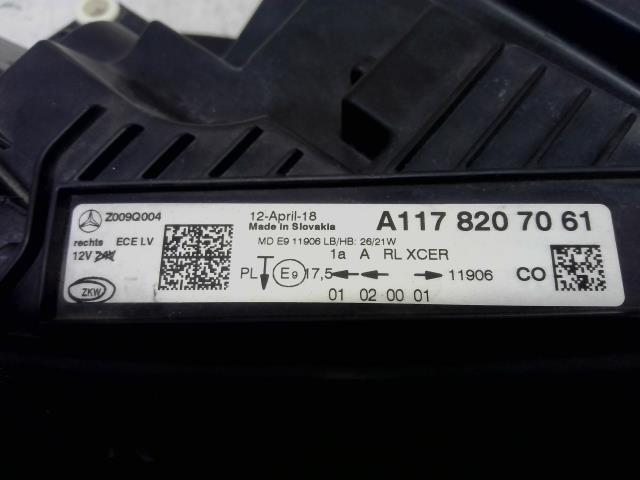 Z009Q004
rechts ECE LV
12V 24V
ZKW
12-April-18
Made in Slovakia
A117 820 70 61
MD E9 11906 LB/HB: 26/21W
1a A RL XCER
PL E9 17,5 11906 CO
01 02 00 01